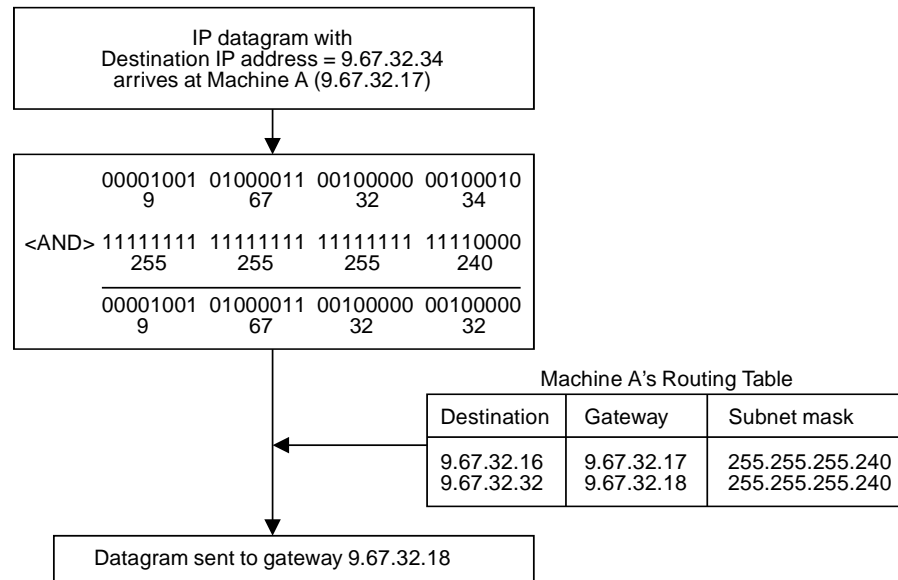 IP datagram with
Destination IP address = 9.67.32.34
arrives at Machine A (9.67.32.17)
00001001 01000011 00100000 00100010
9 67 32 34
<AND> 11111111 11111111 11111111 11110000
255 255 255 240
00001001 01000011 00100000 00100000
9 67 32 32
Machine A's Routing Table
Destination Gateway Subnet mask
9.67.32.16 9.67.32.17 255.255.255.240
9.67.32.32 9.67.32.18 255.255.255.240
Datagram sent to gateway 9.67.32.18